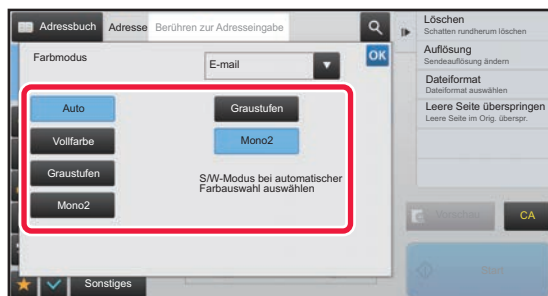 Adressbuch
Adresse
Berühren zur Adresseingabe
Farbmodus
E-mail
OK
Auto
Vollfarbe
Graustufen
Mono2
Graustufen
Mono2
S/W-Modus bei automatischer
Farbauswahl auswählen
Sonstiges
Löschen
Schatten rundherum löschen
Auflösung
Sendeauflösung ändern
Dateiformat
Dateiformat auswählen
Leere Seite überspringen
Leere Seite im Orig. überspr.
Vorschau
CA
Start